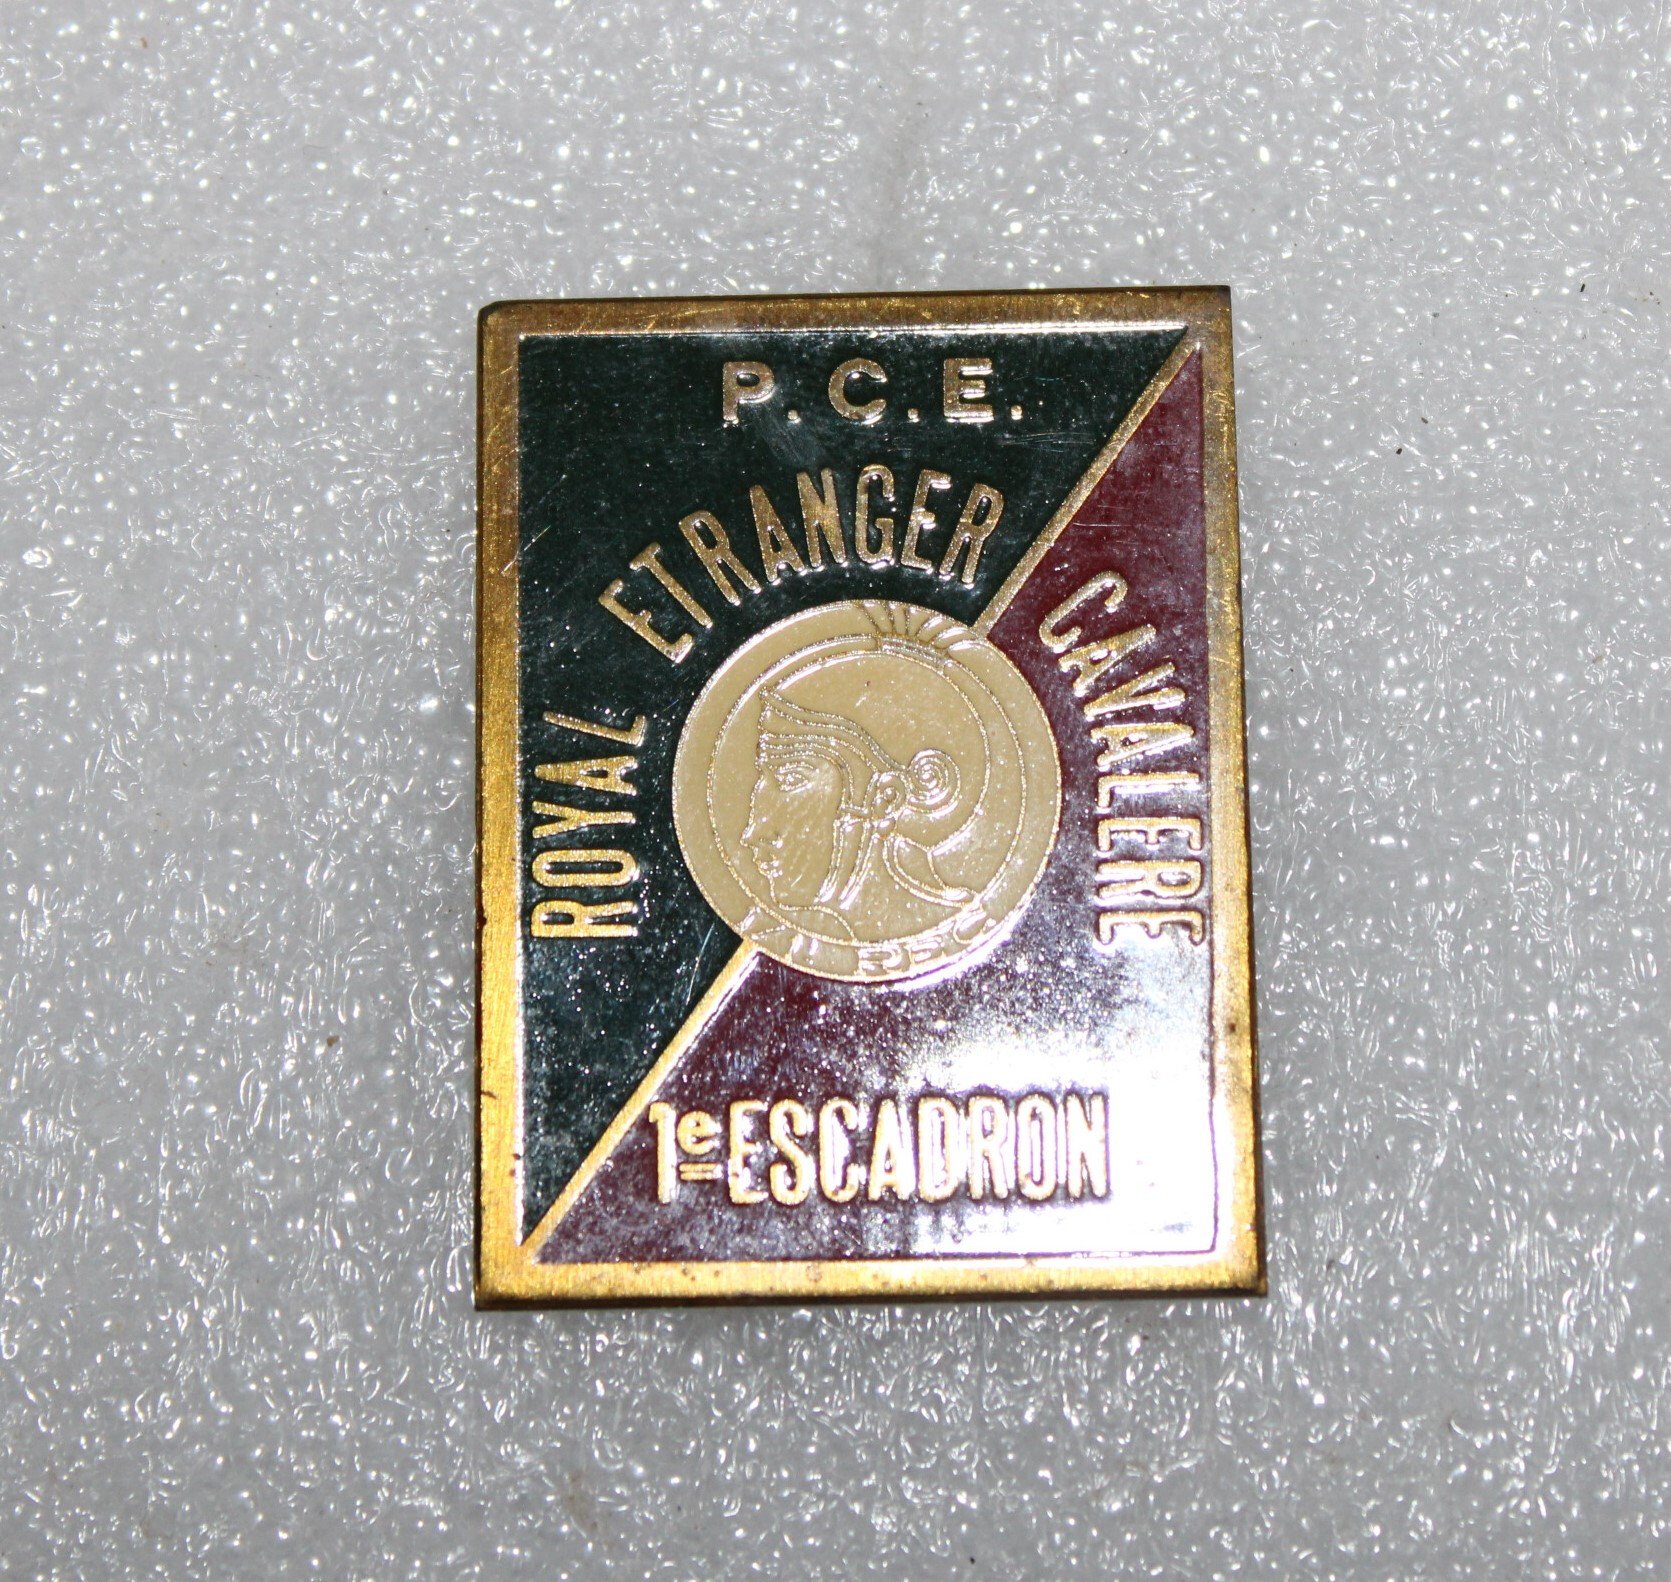 P.C.E.
ROYAL ETRANGER CAVALERE
1e ESCADRON